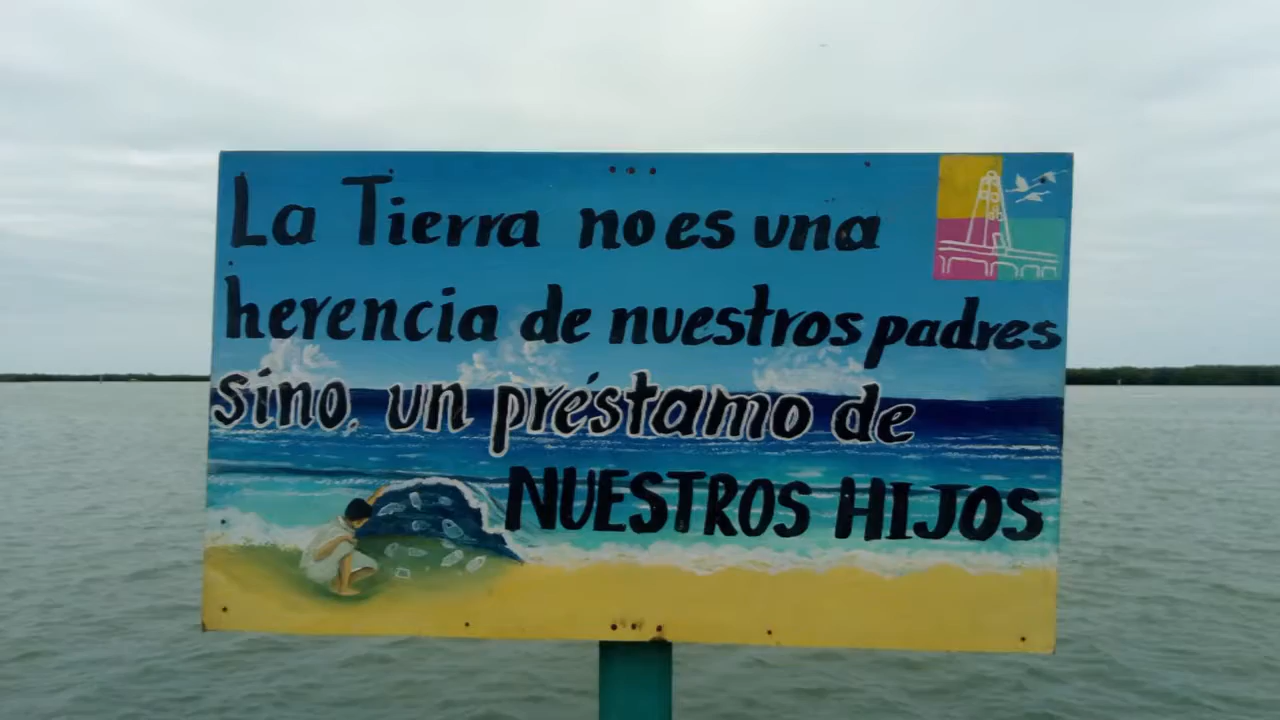 La Tierra no es una
herencia de nuestros padres
sino, un préstamo de
NUESTROS HIJOS